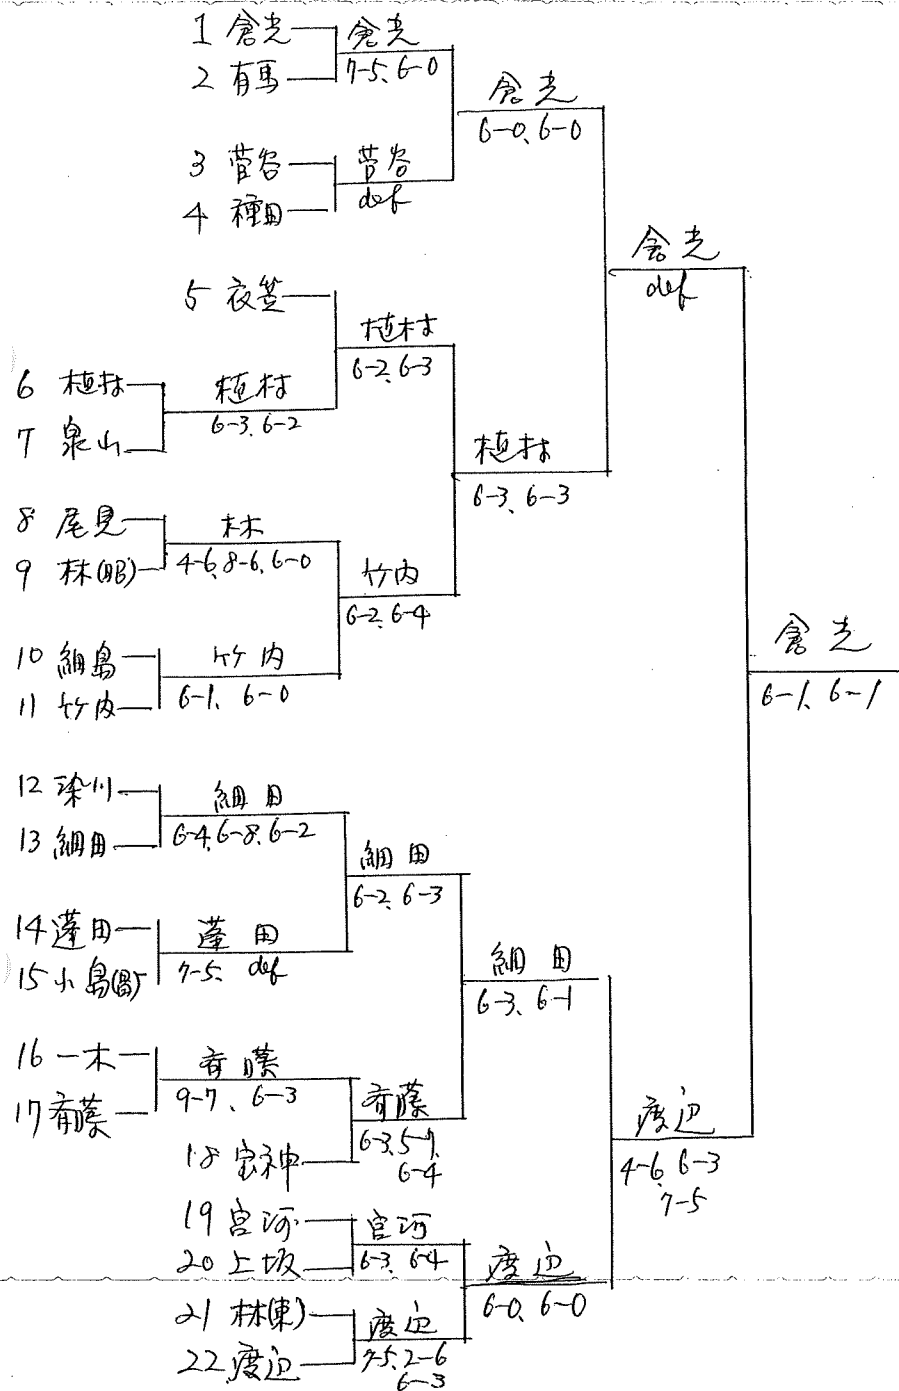 1 倉光
倉光
2 有馬
7-5、6-0
倉光
6-0、6-0
3 菅谷
菅谷
def
4 種田
倉光
def
5 衣笠
植村
6-2、6-3
6 植村
植村
6-3、6-2
7 泉山
植村
6-3、6-3
8 尾見
林
4-6、8-6、6-0
9 林(昭)
竹内
6-2、6-4
10 細島
竹内
6-1、6-0
11 竹内
倉光
6-1、6-1
12 染川
細田
6-4、6-8、6-2
13 細田
細田
6-2、6-3
14 蓬田
蓬田
7-5、def
15 小島(昌)
細田
6-3、6-1
16 一木
斉藤
9-7、6-3
17 斉藤
斉藤
6-3、5-7、
6-4
18 宝神
渡辺
4-6、6-3
7-5
19 宮河
宮河
20 上坂
6-3、6-4
渡辺
6-0、6-0
21 林(東)
渡辺
22 渡辺
7-5、2-6
6-3